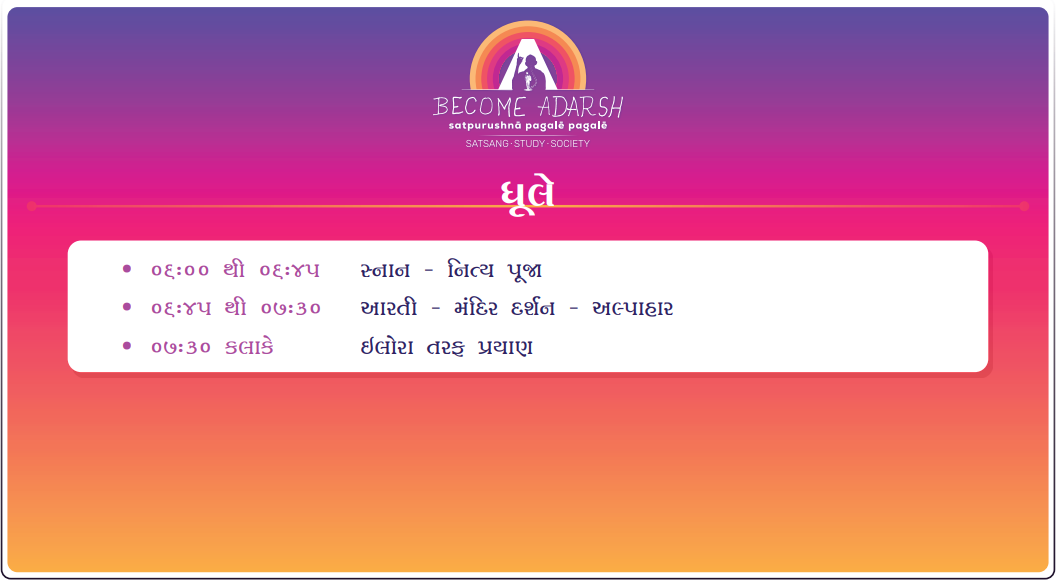 BECOME ADARSH
satpurushnā pagalē pagalē
SATSANG · STUDY · SOCIETY
ધૂલે
• ૦૬:૦૦ થી ૦૬:૪૫ સ્નાન - નિત્ય પૂજા
• ૦૬:૪૫ થી ૦૭:૩૦ આરતી - મંદિર દર્શન - અલ્પાહાર
• ૦૭:૩૦ કલાકે ઈલોરા તરફ પ્રયાણ